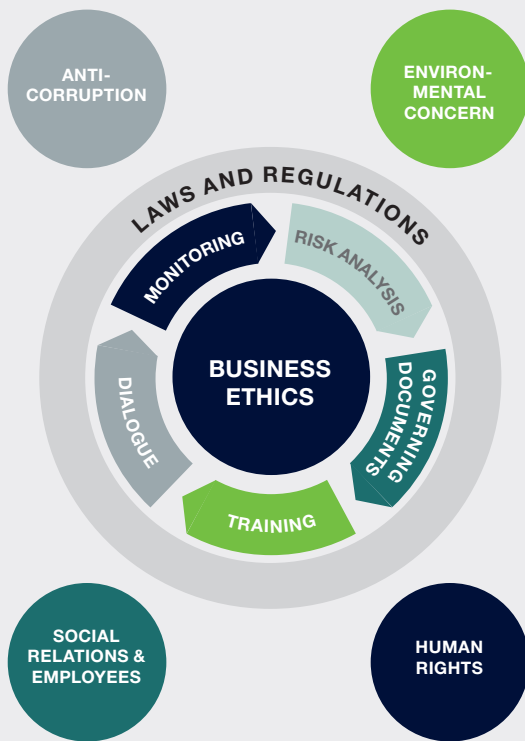 ANTI-
CORRUPTION
ENVIRON-
MENTAL
CONCERN
LAWS AND REGULATIONS
MONITORING
RISK ANALYSIS
GOVERNING
DOCUMENTS
TRAINING
DIALOGUE
BUSINESS
ETHICS
SOCIAL
RELATIONS &
EMPLOYEES
HUMAN
RIGHTS